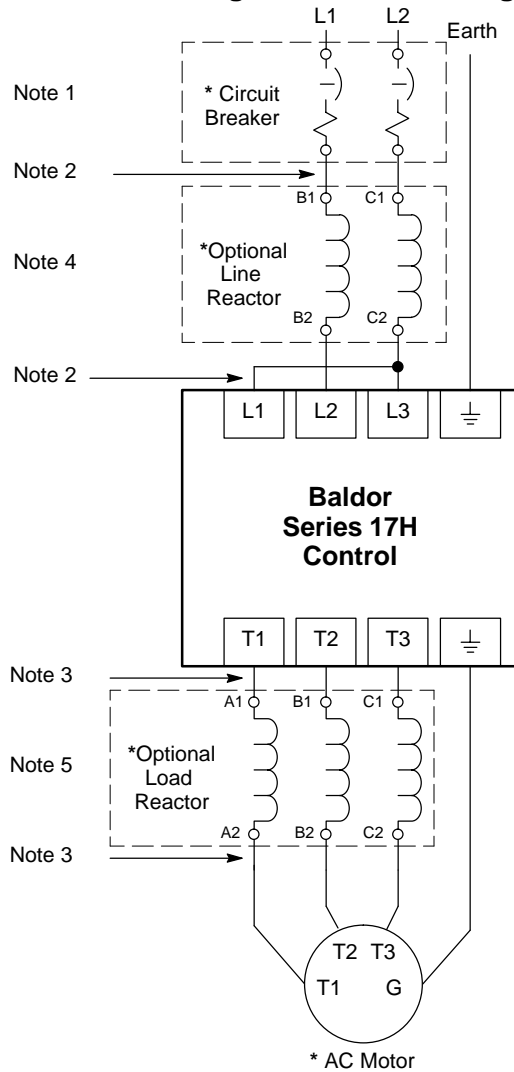 L1 L2
Earth
Note 1
* Circuit
Breaker
Note 2
B1 C1
Note 4
*Optional
Line
Reactor
B2 C2
Note 2
L1 L2 L3
Baldor
Series 17H
Control
T1 T2 T3
Note 3
A1 B1 C1
Note 5
*Optional
Load
Reactor
A2 B2 C2
Note 3
T2 T3
T1 G
* AC Motor